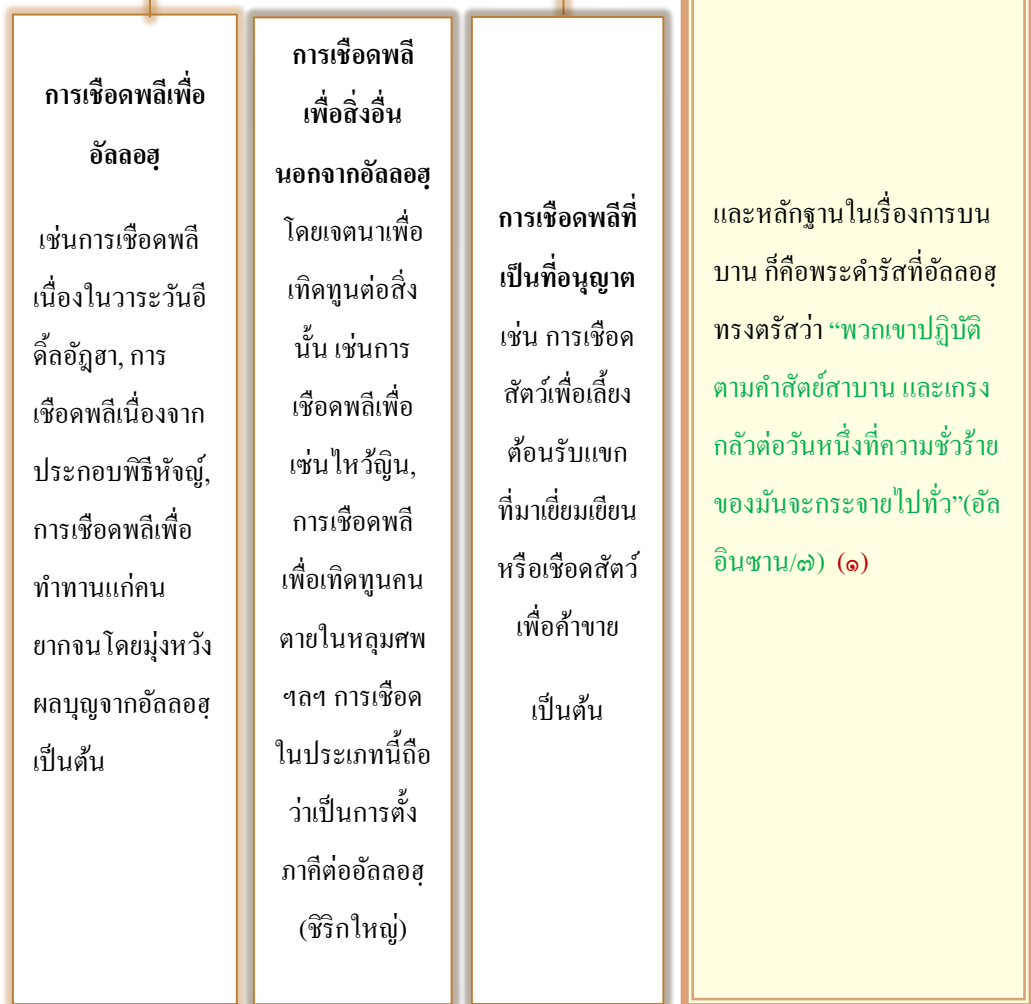 การเชือดพลีเพื่อ
อัลลอฮฺ
เช่นการเชือดพลี
เนื่องในวาระวันอี
ดิ้ลอัฎฮา, การ
เชือดพลีเนื่องจาก
ประกอบพิธีหัจญ์,
การเชือดพลีเพื่อ
ทำทานแก่คน
ยากจนโดยมุ่งหวัง
ผลบุญจากอัลลอฮฺ
เป็นต้น
การเชือดพลี
เพื่อสิ่งอื่น
นอกจากอัลลอฮฺ
โดยเจตนาเพื่อ
เทิดทูนต่อสิ่ง
นั้น เช่นการ
เชือดพลีเพื่อ
เซ่นไหว้ญิน,
การเชือดพลี
เพื่อเทิดทูนคน
ตายในหลุมศพ
ฯลฯ การเชือด
ในประเภทนี้ถือ
ว่าเป็นการตั้ง
ภาคีต่ออัลลอฮฺ
(ชิริกใหญ่)
การเชือดพลีที่
เป็นที่อนุญาต
เช่น การเชือด
สัตว์เพื่อเลี้ยง
ต้อนรับแขก
ที่มาเยี่ยมเยียน
หรือเชือดสัตว์
เพื่อค้าขาย
เป็นต้น
และหลักฐานในเรื่องการบน
บาน ก็คือพระดำรัสที่อัลลอฮฺ
ทรงตรัสว่า “พวกเขาปฏิบัติ
ตามคำสัตย์สาบาน และเกรง
กลัวต่อวันหนึ่งที่ความชั่วร้าย
ของมันจะกระจายไปทั่ว”(อัล
อินซาน/๗) (๑)